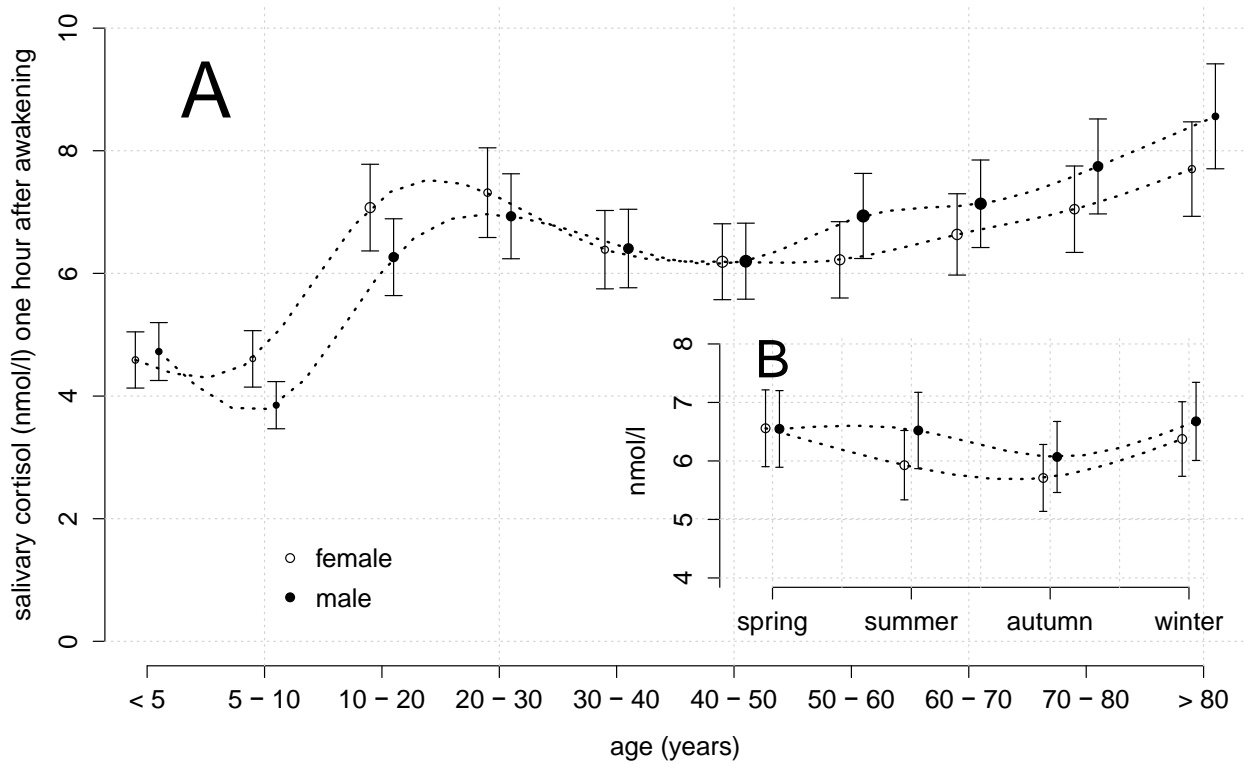 A
salivary cortisol (nmol/l) one hour after awakening
10
8
6
4
2
0
female
male
B
nmol/l
8
7
6
5
4
spring summer autumn winter
< 5 5 − 10 10 − 20 20 − 30 30 − 40 40 − 50 50 − 60 60 − 70 70 − 80 > 80
age (years)